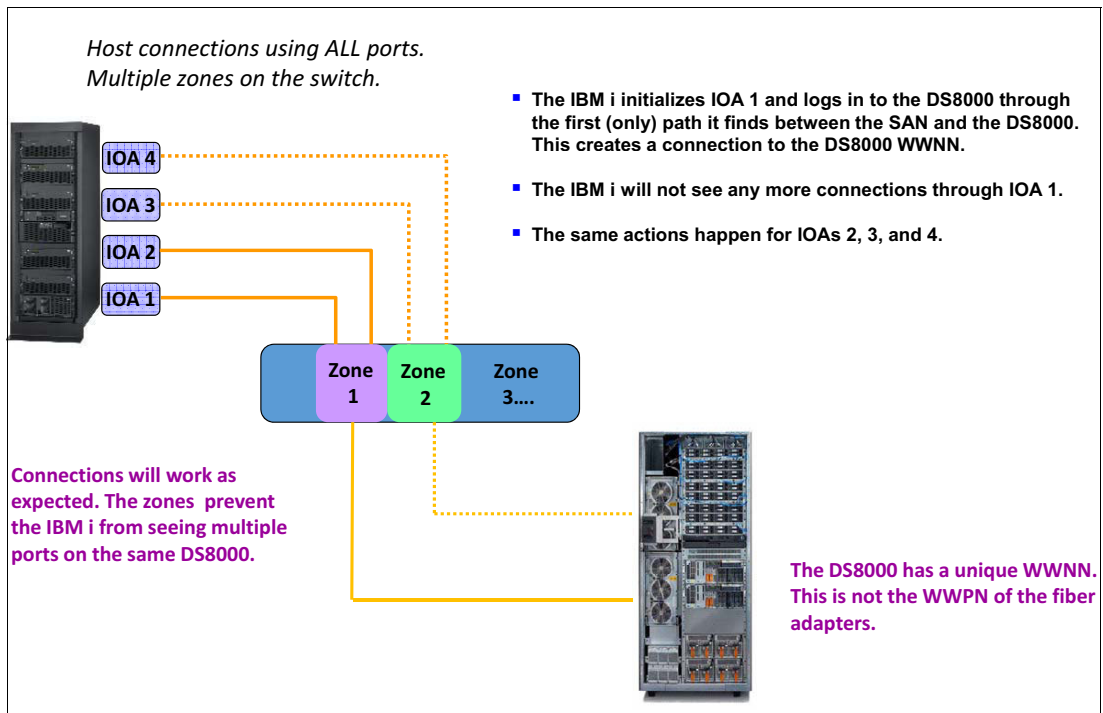 Host connections using ALL ports.
Multiple zones on the switch.
▪ The IBM i initializes IOA 1 and logs in to the DS8000 through
the first (only) path it finds between the SAN and the DS8000.
This creates a connection to the DS8000 WWNN.
▪ The IBM i will not see any more connections through IOA 1.
▪ The same actions happen for IOAs 2, 3, and 4.
IOA 4
IOA 3
IOA 2
IOA 1
Zone
1
Zone
2
Zone
3....
Connections will work as
expected. The zones prevent
the IBM i from seeing multiple
ports on the same DS8000.
The DS8000 has a unique WWNN.
This is not the WWPN of the fiber
adapters.